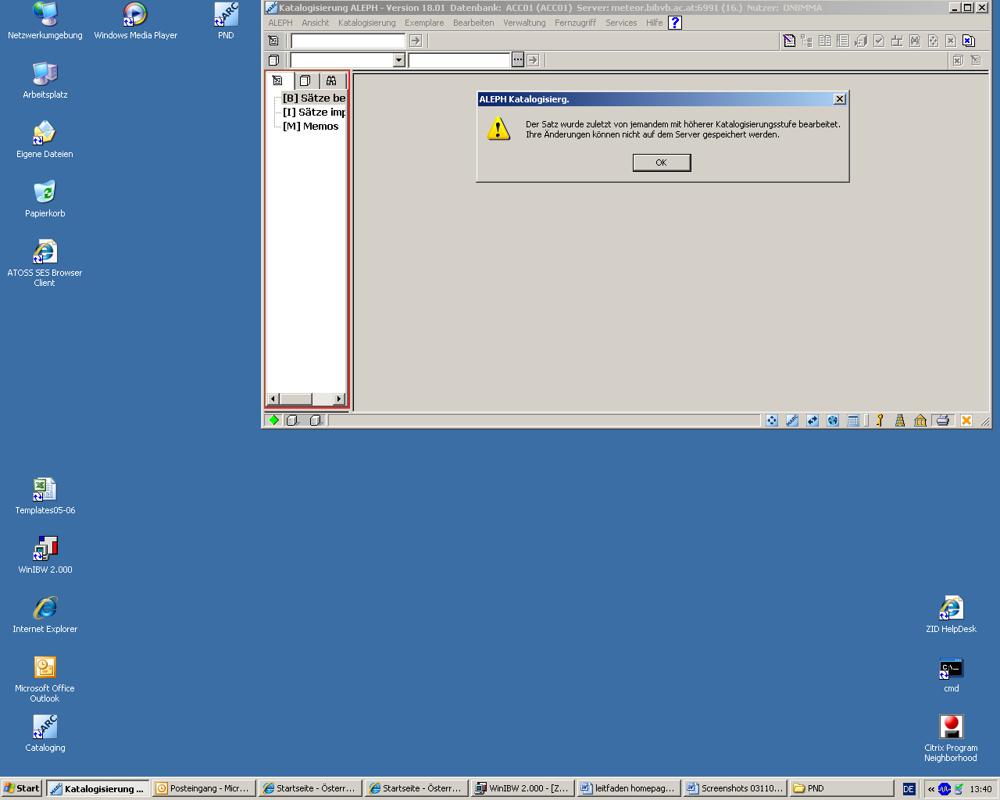 Netzwerkumgebung
Windows Media Player
PND
Arbeitsplatz
Eigene Dateien
Papierkorb
ATOSS SES Browser
Client
Katalogisierung ALEPH - Version 18.01 Datenbank: ACC01 (ACC01) Server: meteor.bibvb.ac.at:6991 (16.) Nutzer: ONBMMA
ALEPH Ansicht Katalogisierung Exemplare Bearbeiten Verwaltung Fernzugriff Services Hilfe ?
[B] Sätze be
[I] Sätze imp
[M] Memos
ALEPH Katalogisierg.
Der Satz wurde zuletzt von jemandem mit höherer Katalogisierungsstufe bearbeitet.
Ihre Änderungen können nicht auf dem Server gespeichert werden.
OK
Templates05-06
WinIBW 2.000
Internet Explorer
Microsoft Office
Outlook
Cataloging
ZID HelpDesk
cmd
Citrix Program
Neighborhood
Start
Katalogisierung ...
Posteingang - Micr...
Startseite - Österr...
Startseite - Österr...
WinIBW 2.000 - [Z...
leitfaden homepag...
Screenshots 03110...
PND
DE
13:40